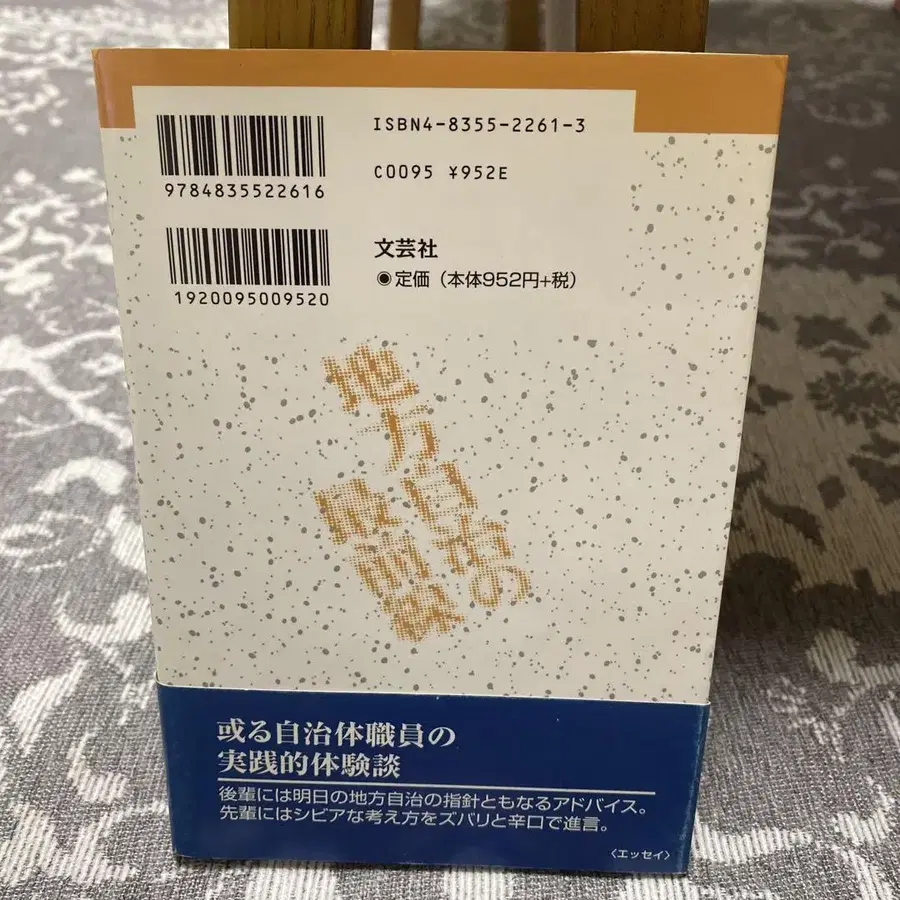 ISBN4-8355-2261-3
9784835522616
C0095 ¥952E
1920095009520
文芸社
●定価（本体952円+税）
地方自治の
最前線
或る自治体職員の
実践的体験談
後輩には明日の地方自治の指針ともなるアドバイス。
先輩にはシビアな考え方をズバリと辛口で進言。
〈エッセイ〉